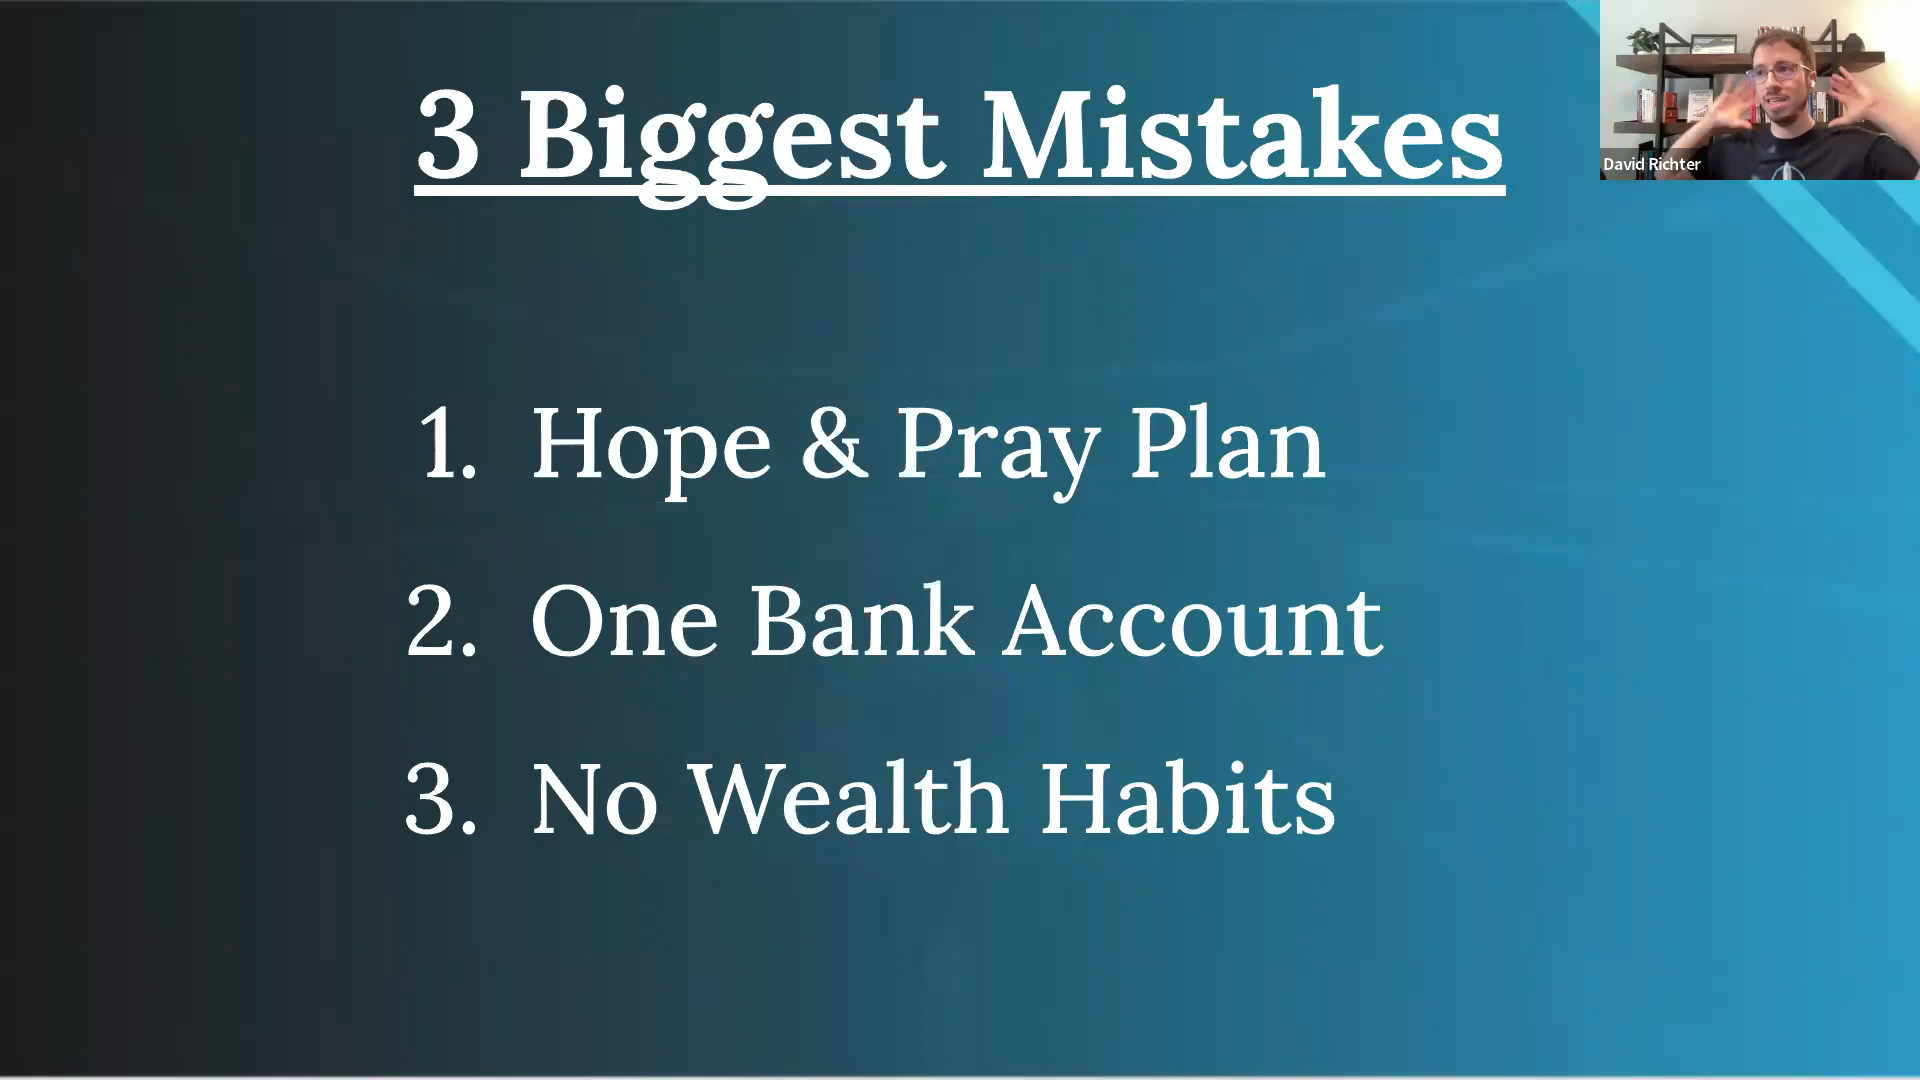 3 Biggest Mistakes
David Richter
1. Hope & Pray Plan
2. One Bank Account
3. No Wealth Habits